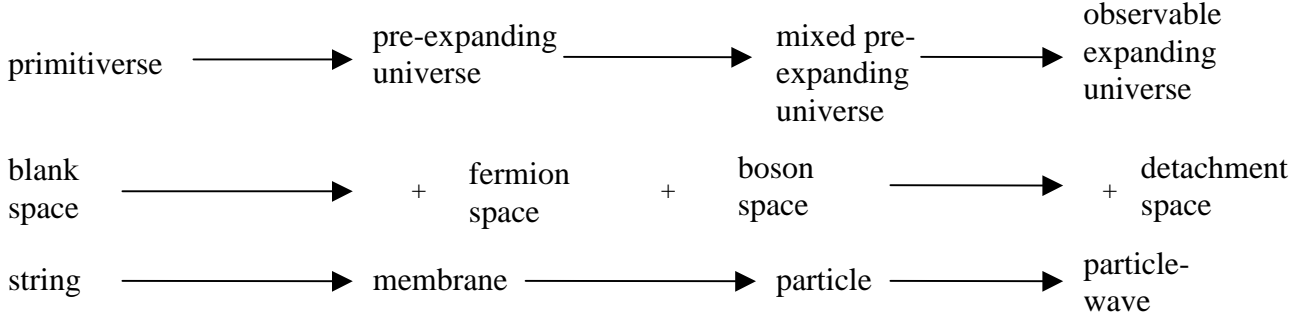 primitiverse
pre-expanding
universe
mixed pre-
expanding
universe
observable
expanding
universe
blank
space
+
fermion
space
+
boson
space
+
detachment
space
string
membrane
particle
particle-
wave